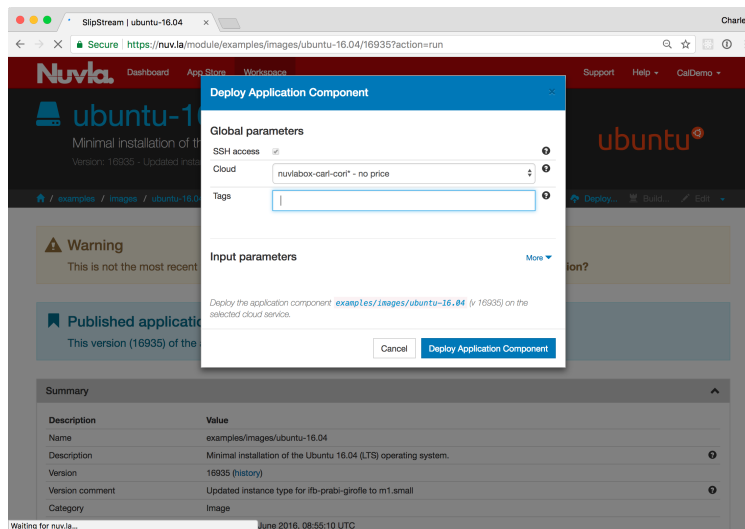 SlipStream | ubuntu-16.04
Charle
Secure https://nuv.la/module/examples/images/ubuntu-16.04/16935?action=run
Nuvla. Dashboard App Store Workspace Support Help CalDemo
Deploy Application Component
ubuntu-1
Minimal installation of th
Version: 16935 - Updated insta
ubuntu
Global parameters
SSH access
Cloud nuvlabox-carl-cori* - no price
Tags
/ examples / images / ubuntu-16.0
Deploy... Build... Edit
Warning
This is not the most recent
ion?
Input parameters More
Deploy the application component examples/images/ubuntu-16.04 (v 16935) on the
selected cloud service.
Published applicatio
This version (16935) of the
Cancel Deploy Application Component
Summary
Description Value
Name examples/images/ubuntu-16.04
Description Minimal installation of the Ubuntu 16.04 (LTS) operating system.
Version 16935 (history)
Version comment Updated instance type for ifb-prabi-girofle to m1.small
Category Image
Waiting for nuv.la...
June 2016, 08:55:10 UTC